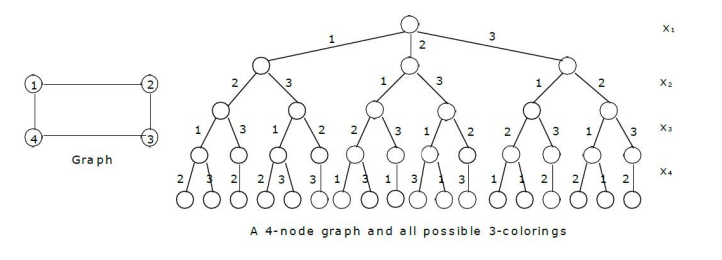 1 2
4 3
Graph
1 2 3 X₁
2 3 1 3 1 2 X₂
1 3 1 2 2 3 1 2 2 3 1 3 X₃
2 3 2 2 3 3 1 3 1 3 1 3 1 1 2 2 1 2 X₄
A 4-node graph and all possible 3-colorings